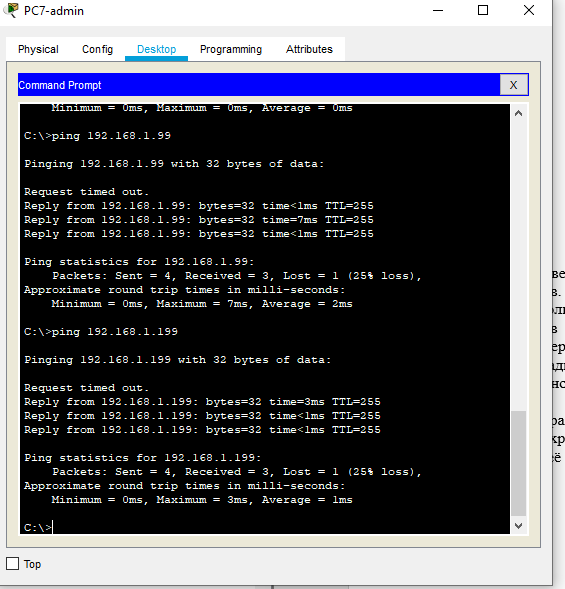 PC7-admin
Physical Config Desktop Programming Attributes
Command Prompt X
Minimum = 0ms, Maximum = 0ms, Average = 0ms
C:\>ping 192.168.1.99
Pinging 192.168.1.99 with 32 bytes of data:
Request timed out.
Reply from 192.168.1.99: bytes=32 time<1ms TTL=255
Reply from 192.168.1.99: bytes=32 time=7ms TTL=255
Reply from 192.168.1.99: bytes=32 time<1ms TTL=255
Ping statistics for 192.168.1.99:
Packets: Sent = 4, Received = 3, Lost = 1 (25% loss),
Approximate round trip times in milli-seconds:
Minimum = 0ms, Maximum = 7ms, Average = 2ms
C:\>ping 192.168.1.199
Pinging 192.168.1.199 with 32 bytes of data:
Request timed out.
Reply from 192.168.1.199: bytes=32 time=3ms TTL=255
Reply from 192.168.1.199: bytes=32 time<1ms TTL=255
Reply from 192.168.1.199: bytes=32 time<1ms TTL=255
Ping statistics for 192.168.1.199:
Packets: Sent = 4, Received = 3, Lost = 1 (25% loss),
Approximate round trip times in milli-seconds:
Minimum = 0ms, Maximum = 3ms, Average = 1ms
C:\>
Top